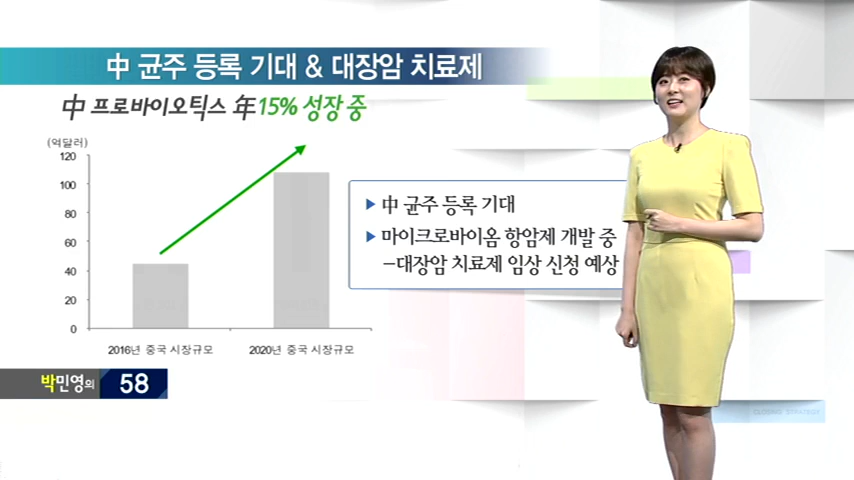 中 균주 등록 기대 & 대장암 치료제
中 프로바이오틱스 年15% 성장 중
(억달러)
120
100
80
60
40
20
0
2016년 중국 시장규모
2020년 중국 시장규모
▶ 中 균주 등록 기대
▶ 마이크로바이옴 항암제 개발 중
-대장암 치료제 임상 신청 예상
박민영의 58
CLOSING STRATEGY